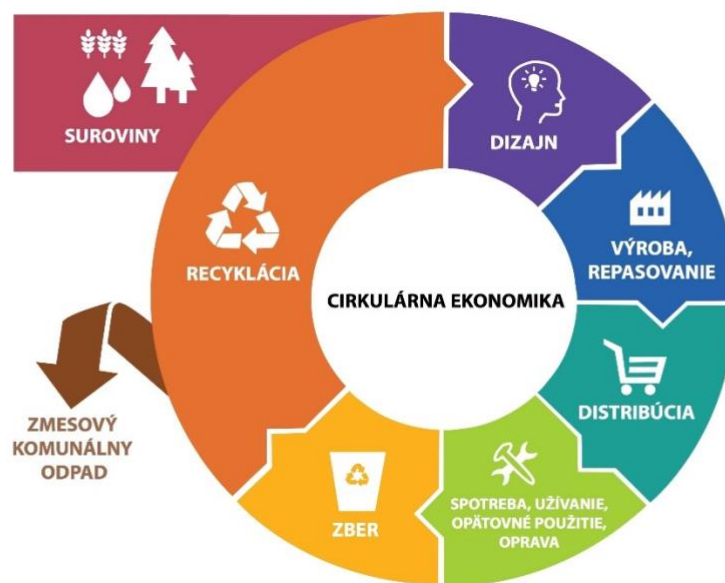 SUROVINY
DIZAJN
VÝROBA,
REPASOVANIE
RECYKLÁCIA
CIRKULÁRNA EKONOMIKA
DISTRIBÚCIA
ZMESOVÝ
KOMUNÁLNY
ODPAD
SPOTREBA, UŽÍVANIE,
OPÄTOVNÉ POUŽITIE,
OPRAVA
ZBER